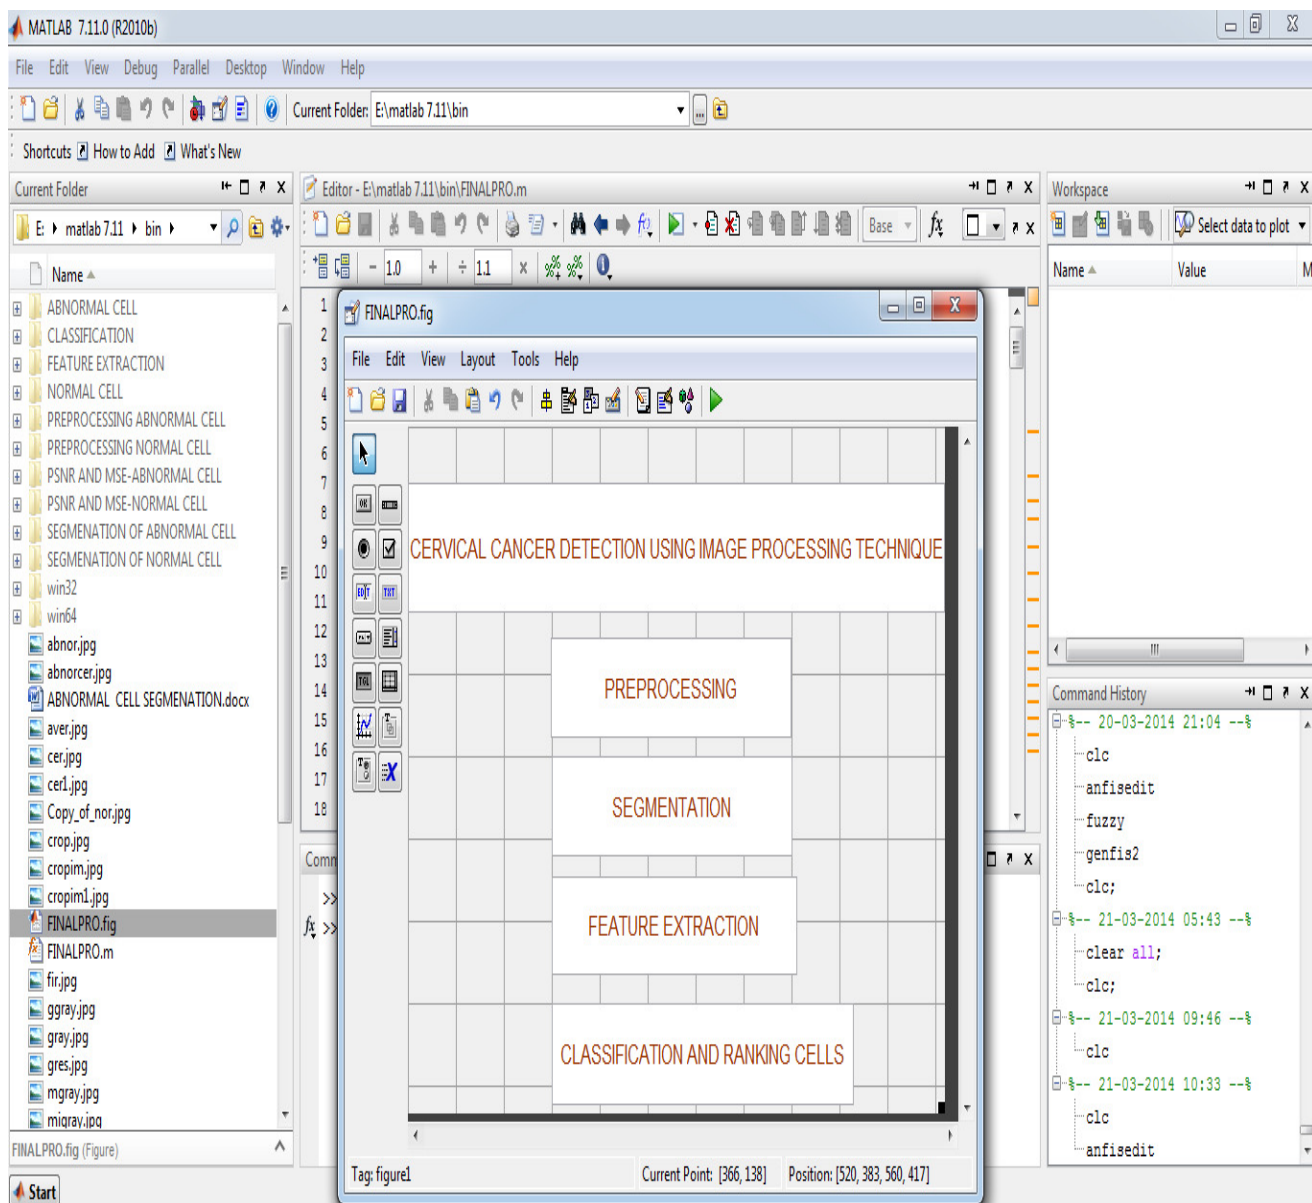 MATLAB 7.11.0 (R2010b)
File Edit View Debug Parallel Desktop Window Help
Current Folder: E:\matlab 7.11\bin
Shortcuts How to Add What's New
Current Folder
E: matlab 7.11 bin
Name
ABNORMAL CELL
CLASSIFICATION
FEATURE EXTRACTION
NORMAL CELL
PREPROCESSING ABNORMAL CELL
PREPROCESSING NORMAL CELL
PSNR AND MSE-ABNORMAL CELL
PSNR AND MSE-NORMAL CELL
SEGMENATION OF ABNORMAL CELL
SEGMENATION OF NORMAL CELL
win32
win64
abnor.jpg
abnorcer.jpg
ABNORMAL CELL SEGMENATION.docx
aver.jpg
cer.jpg
cer1.jpg
Copy_of_nor.jpg
crop.jpg
cropim.jpg
cropim1.jpg
FINALPRO.fig
FINALPRO.m
fir.jpg
ggray.jpg
gray.jpg
gres.jpg
mgray.jpg
migray.jpg
FINALPRO.fig (Figure)
Start
Editor - E:\matlab 7.11\bin\FINALPRO.m
Base fx
- 1.0 + ÷ 1.1 ×
1
2
3
4
5
6
7
8
9
10
11
12
13
14
15
16
17
18
Comm
>>
fx >>
FINALPRO.fig
File Edit View Layout Tools Help
OK
EDIT TXT
TGL
CERVICAL CANCER DETECTION USING IMAGE PROCESSING TECHNIQUE
PREPROCESSING
SEGMENTATION
FEATURE EXTRACTION
CLASSIFICATION AND RANKING CELLS
Tag: figure1 Current Point: [366, 138] Position: [520, 383, 560, 417]
Workspace
Select data to plot
Name Value M
Command History
%-- 20-03-2014 21:04 --%
clc
anfisedit
fuzzy
genfis2
clc;
%-- 21-03-2014 05:43 --%
clear all;
clc;
%-- 21-03-2014 09:46 --%
clc
%-- 21-03-2014 10:33 --%
clc
anfisedit